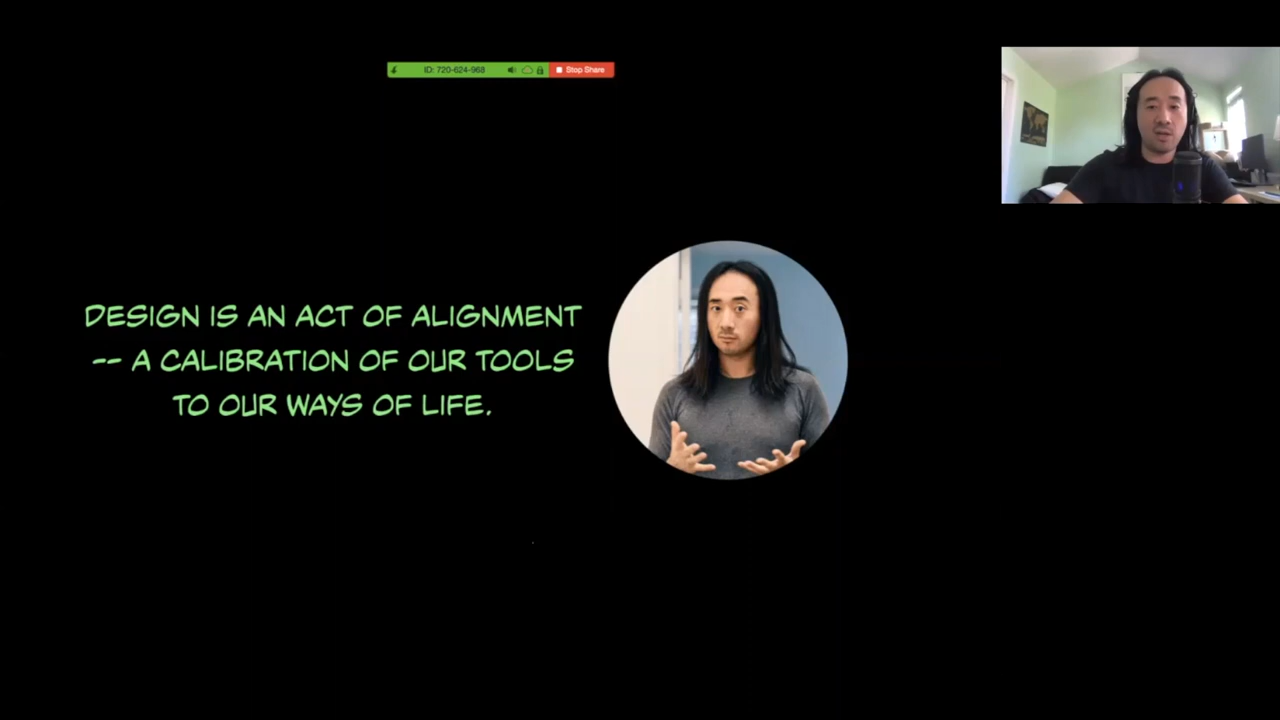 ID: 720-624-968 Stop Share
DESIGN IS AN ACT OF ALIGNMENT
-- A CALIBRATION OF OUR TOOLS
TO OUR WAYS OF LIFE.